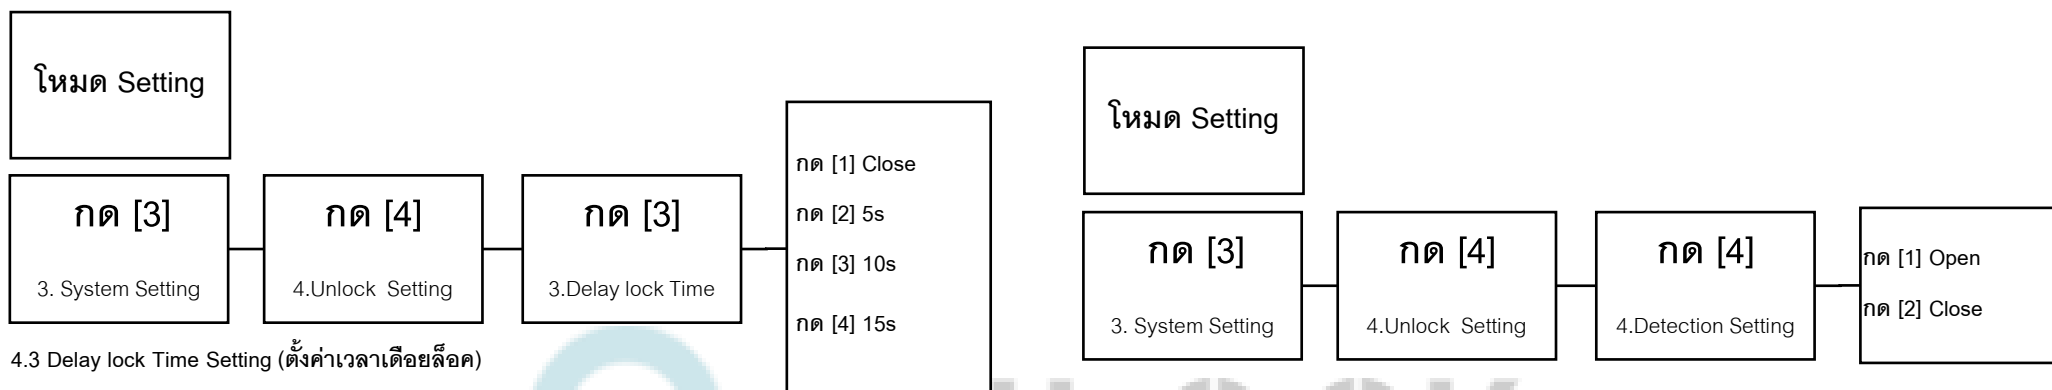 โหมด Setting
กด [3]
3. System Setting
กด [4]
4.Unlock Setting
กด [3]
3.Delay lock Time
กด [1] Close
กด [2] 5s
กด [3] 10s
กด [4] 15s
4.3 Delay lock Time Setting (ตั้งค่าเวลาเดือยล็อค)
โหมด Setting
กด [3]
3. System Setting
กด [4]
4.Unlock Setting
กด [4]
4.Detection Setting
กด [1] Open
กด [2] Close